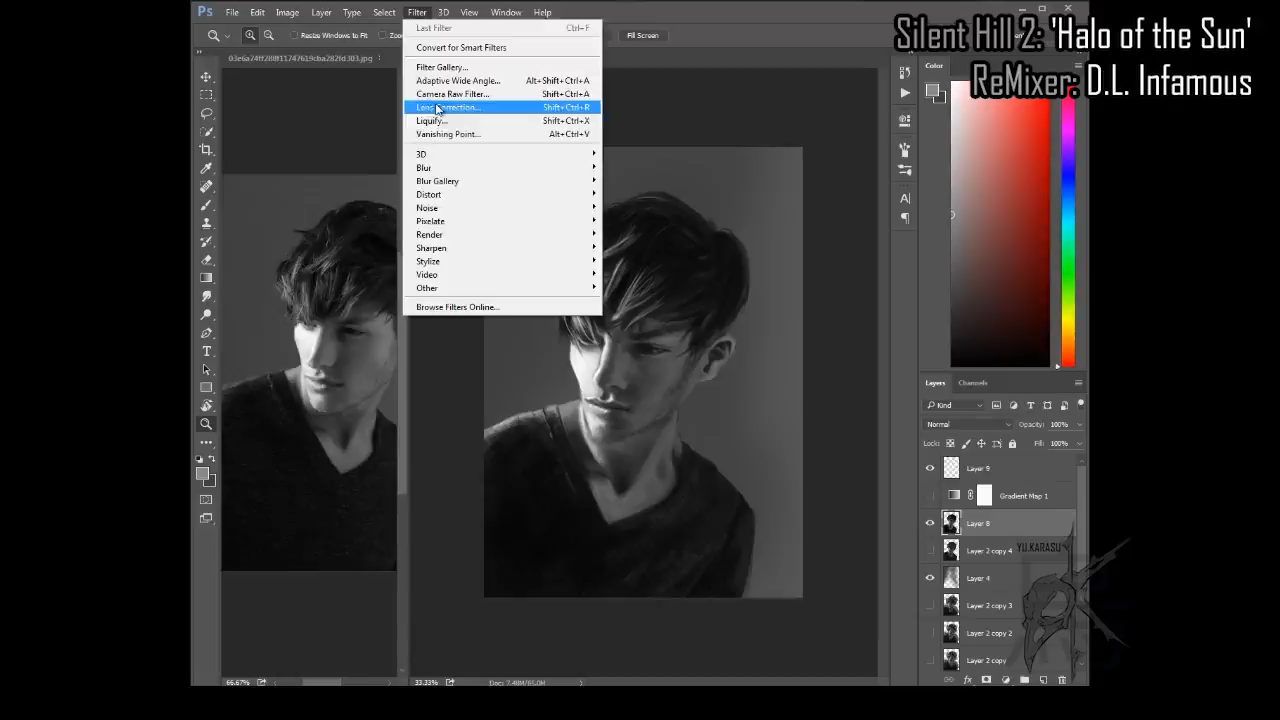 Ps File Edit Image Layer Type Select Filter 3D View Window Help
Silent Hill 2: 'Halo of the Sun'
ReMixer: D.L. Infamous
Resize Windows to Fit
Fill Screen
Last Filter Ctrl+F
Convert for Smart Filters
Filter Gallery...
Adaptive Wide Angle... Alt+Shift+Ctrl+A
Camera Raw Filter... Shift+Ctrl+A
Lens Correction... Shift+Ctrl+R
Liquify... Shift+Ctrl+X
Vanishing Point... Alt+Ctrl+V
3D
Blur
Blur Gallery
Distort
Noise
Pixelate
Render
Sharpen
Stylize
Video
Other
Browse Filters Online...
Color
Layers Channels
Kind
Normal Opacity: 100%
Lock: Fill: 100%
Layer 9
Gradient Map 1
Layer 8
Layer 2 copy 4
YU.KARASU
Layer 4
Layer 2 copy 3
Layer 2 copy 2
Layer 2 copy
66.67%
33.33%